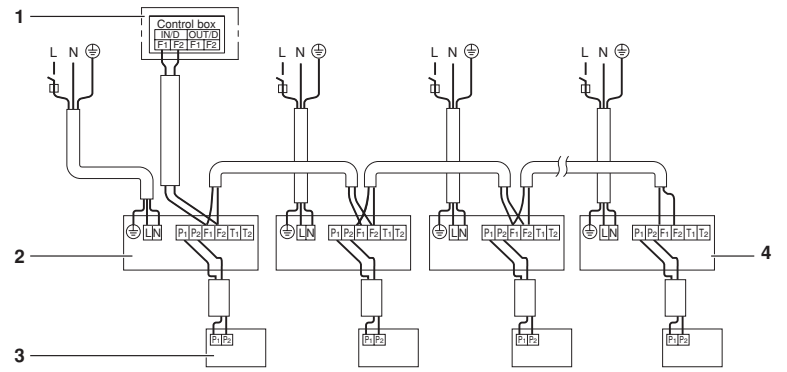 1
Control box
IN/D OUT/D
F1 F2 F1 F2
L N L N L N L N
L N P1 P2 F1 F2 T1 T2 L N P1 P2 F1 F2 T1 T2 L N P1 P2 F1 F2 T1 T2 L N P1 P2 F1 F2 T1 T2
2
4
P1 P2 P1 P2 P1 P2 P1 P2
3